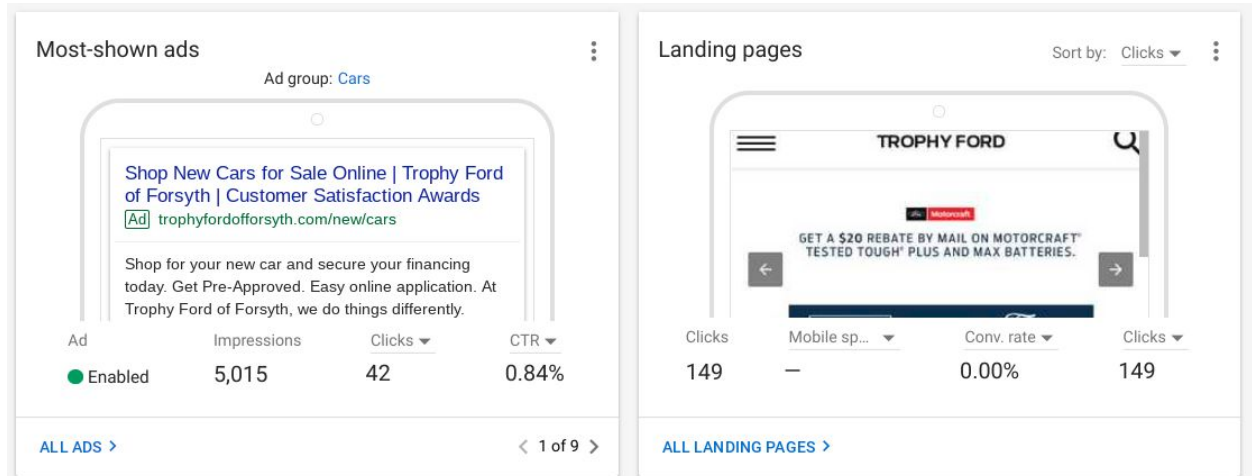 Most-shown ads
Ad group: Cars
Shop New Cars for Sale Online | Trophy Ford
of Forsyth | Customer Satisfaction Awards
Ad trophyfordofforsyth.com/new/cars
Shop for your new car and secure your financing
today. Get Pre-Approved. Easy online application. At
Trophy Ford of Forsyth, we do things differently.
Ad Impressions Clicks CTR
Enabled 5,015 42 0.84%
ALL ADS
1 of 9
Landing pages
Sort by: Clicks
TROPHY FORD
Motorcraft
GET A $20 REBATE BY MAIL ON MOTORCRAFT®
TESTED TOUGH® PLUS AND MAX BATTERIES.
Clicks Mobile sp... Conv. rate Clicks
149 — 0.00% 149
ALL LANDING PAGES